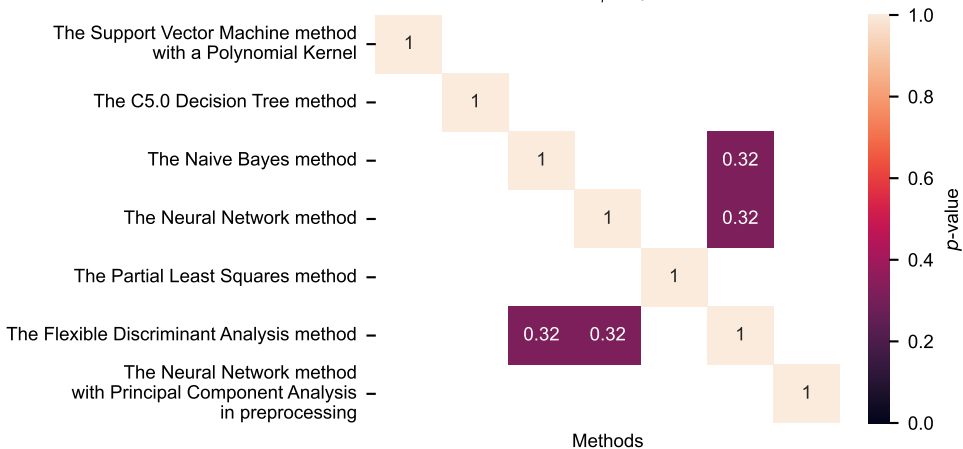 The Support Vector Machine method
with a Polynomial Kernel
1
The C5.0 Decision Tree method
1
The Naive Bayes method
1
0.32
The Neural Network method
1
0.32
The Partial Least Squares method
1
The Flexible Discriminant Analysis method
0.32
0.32
1
The Neural Network method
with Principal Component Analysis
in preprocessing
1
Methods
1.0
0.8
0.6
0.4
0.2
0.0
p-value